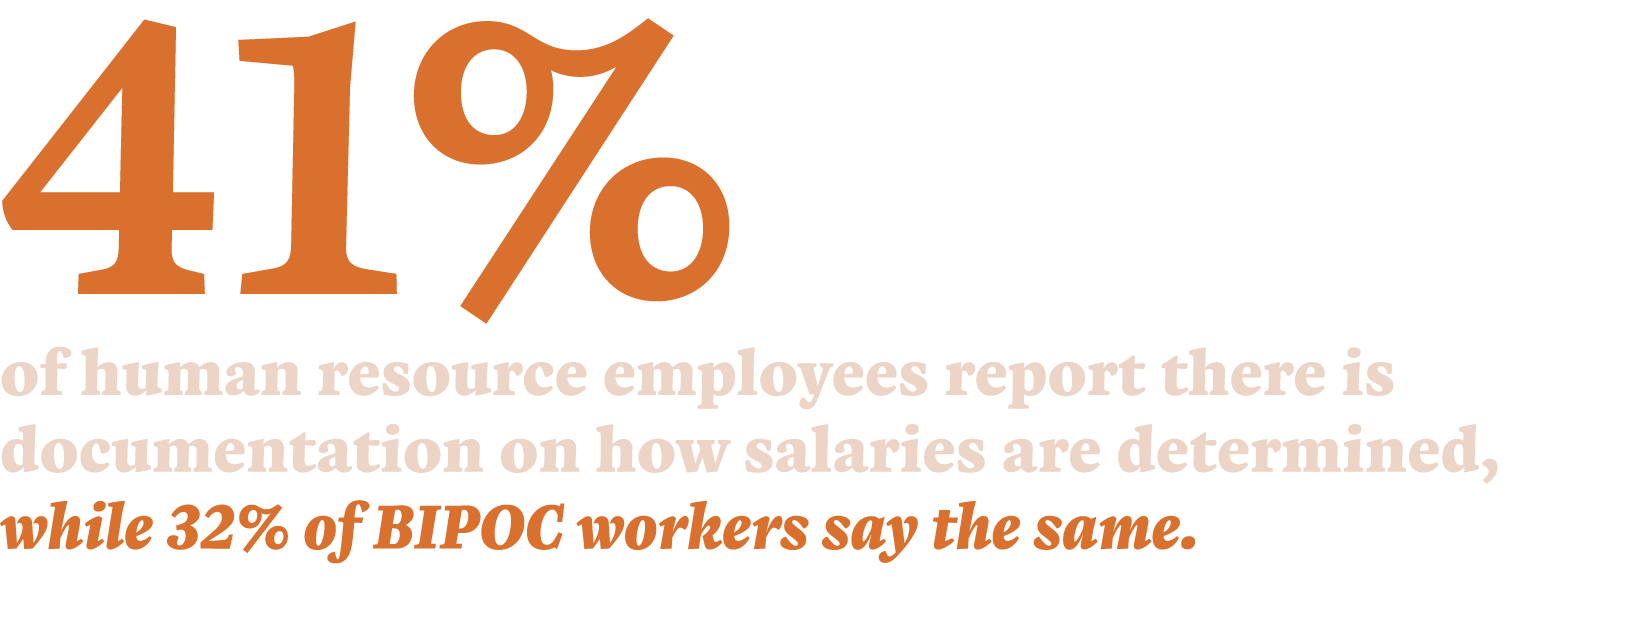 41%
of human resource employees report there is
documentation on how salaries are determined,
while 32% of BIPOC workers say the same.